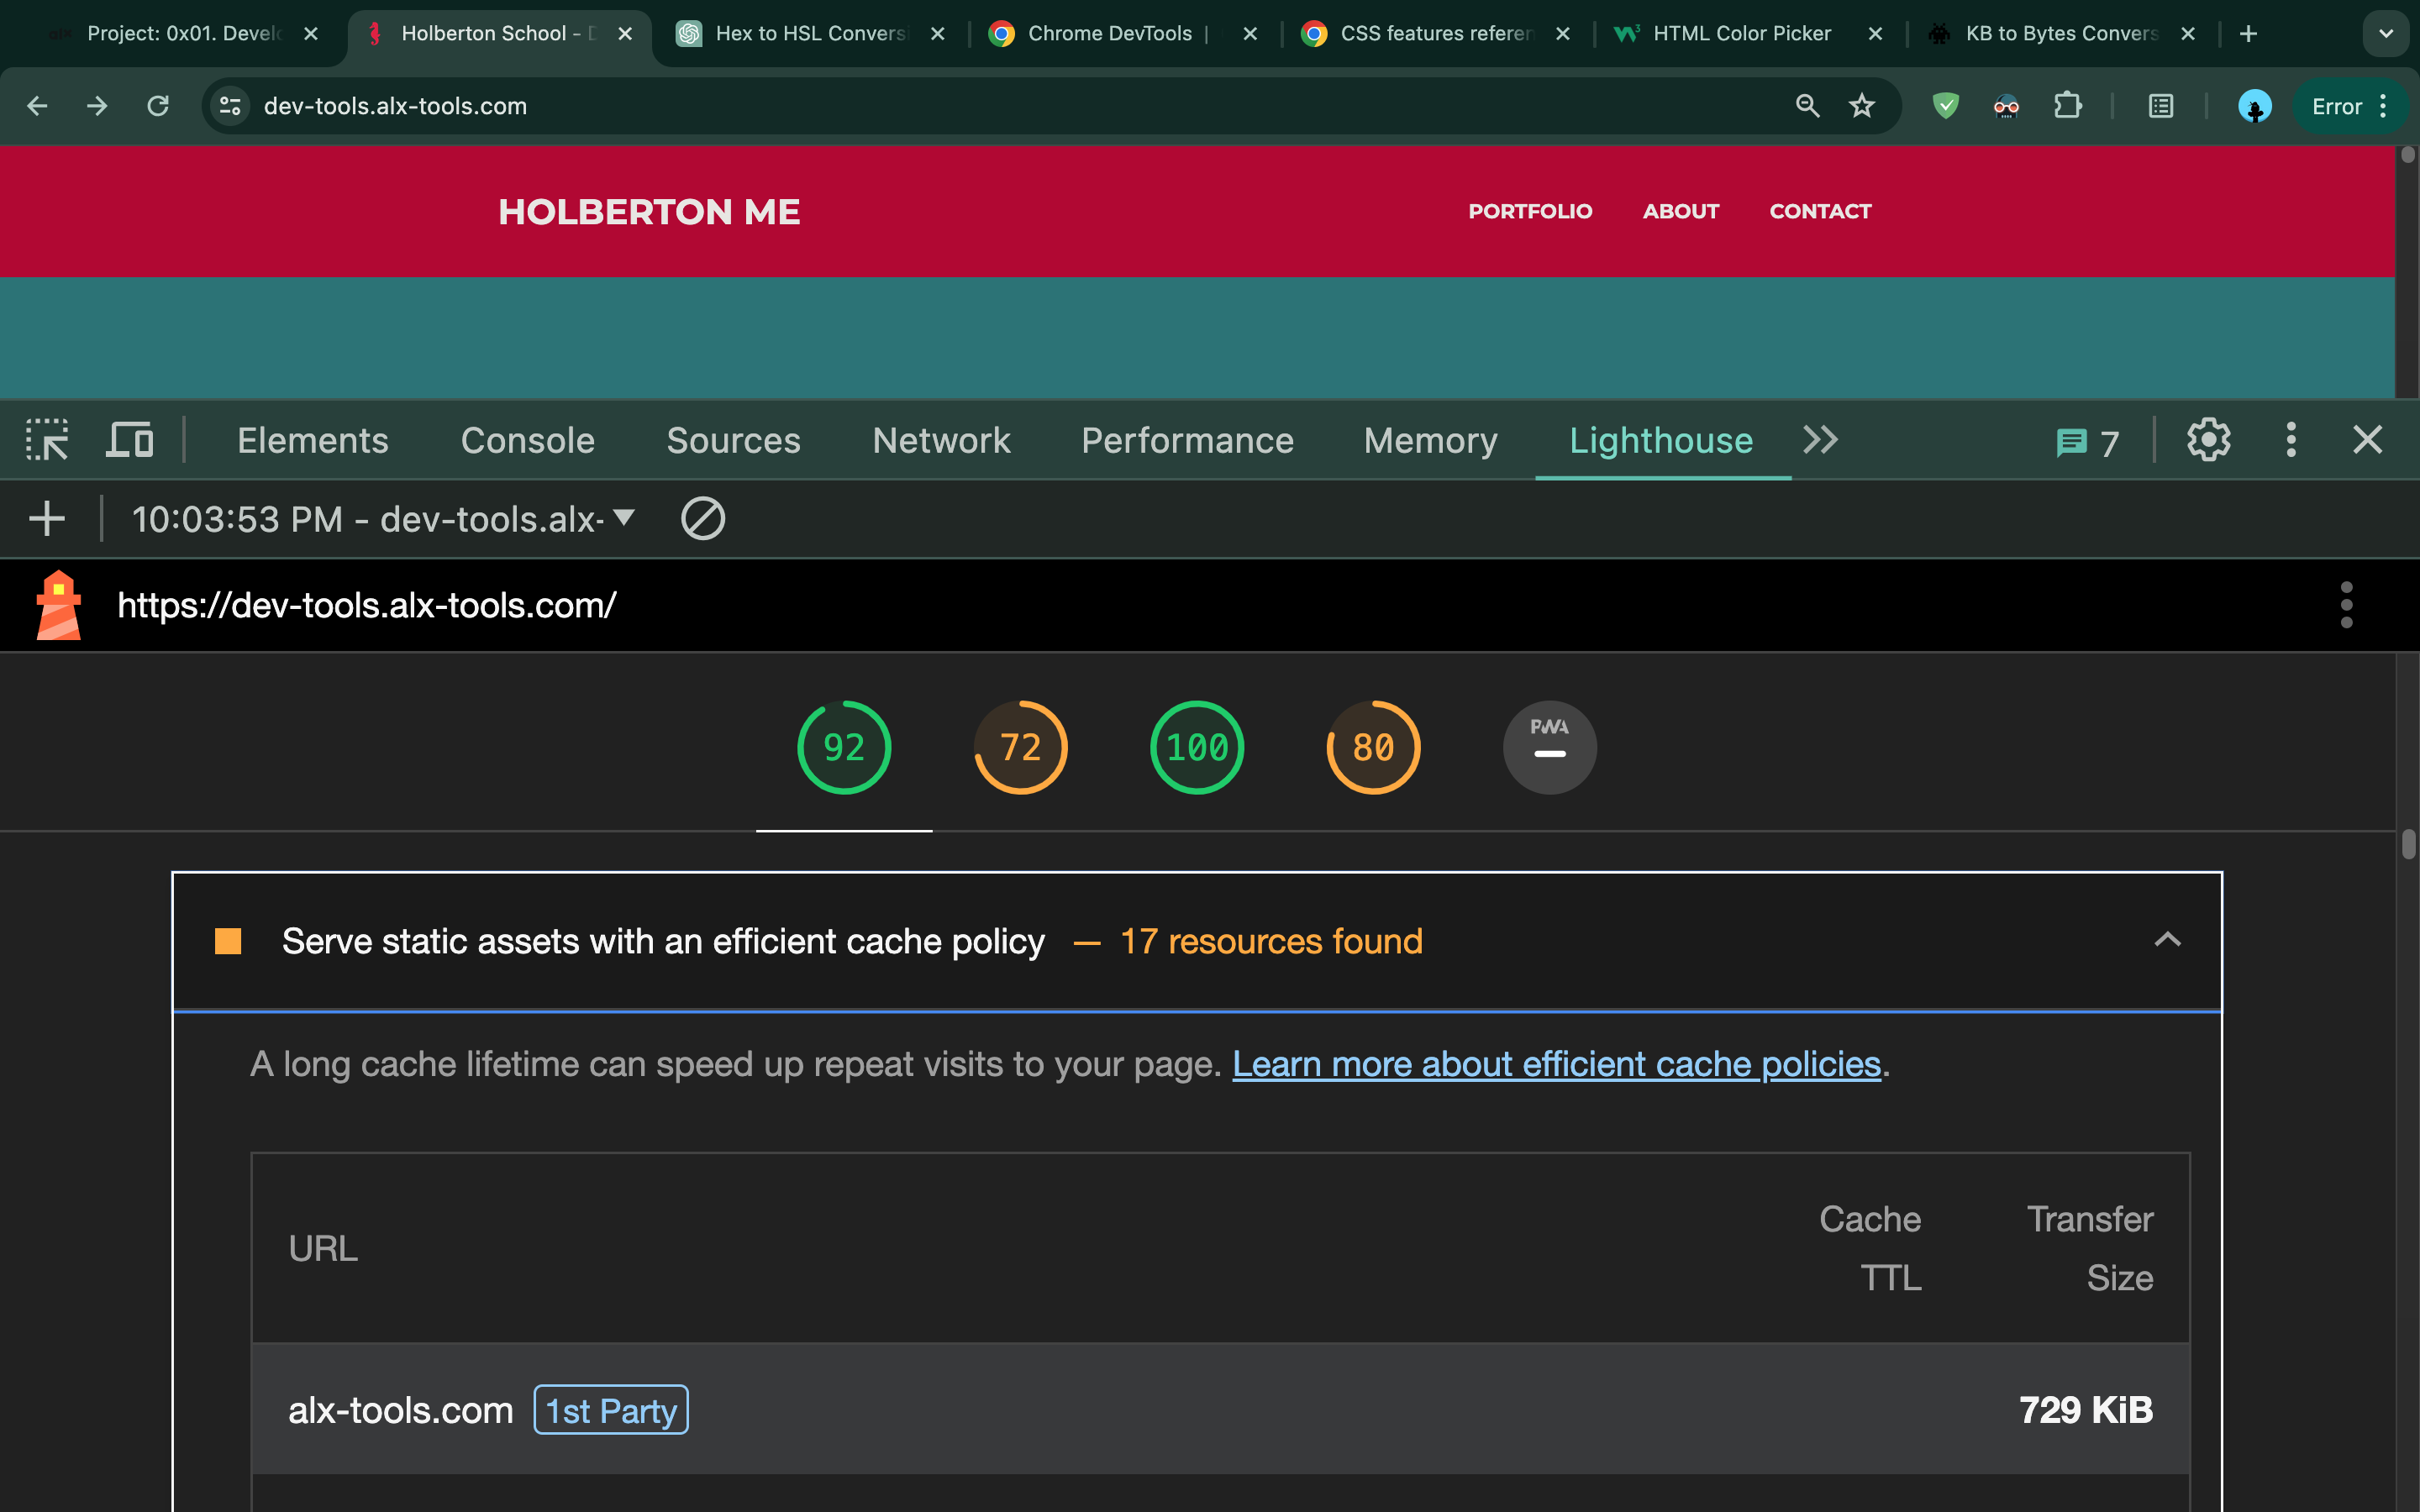 Project: 0x01. Devel
Holberton School - D
Hex to HSL Convers
Chrome DevTools |
CSS features referen
HTML Color Picker
KB to Bytes Convers
dev-tools.alx-tools.com
Error
HOLBERTON ME
PORTFOLIO ABOUT CONTACT
Elements Console Sources Network Performance Memory Lighthouse 7
10:03:53 PM - dev-tools.alx-
https://dev-tools.alx-tools.com/
92 72 100 80 PWA
Serve static assets with an efficient cache policy — 17 resources found
A long cache lifetime can speed up repeat visits to your page. Learn more about efficient cache policies.
URL
Cache TTL
Transfer Size
alx-tools.com 1st Party 729 KiB